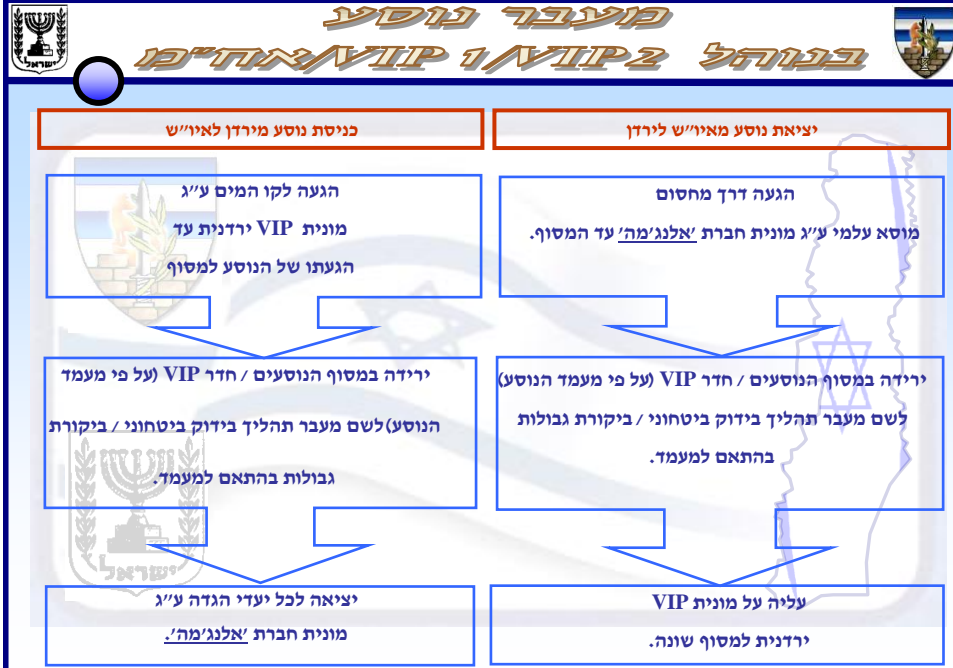 מעבר נוסע
בנוהל VIP 1/VIP2/אח"מ
יציאת נוסע מאיו"ש לירדן
הגעה דרך מחסום
מוסא עלמי ע"ג מונית חברת 'אלנג'מה' עד המסוף.
ירידה במסוף הנוסעים / חדר VIP (על פי מעמד הנוסע)
לשם מעבר תהליך בידוק ביטחוני / ביקורת גבולות
בהתאם למעמד.
עליה על מונית VIP
ירדנית למסוף שונה.
כניסת נוסע מירדן לאיו"ש
הגעה לקו המים ע"ג
מונית VIP ירדנית עד
הגעתו של הנוסע למסוף
ירידה במסוף הנוסעים / חדר VIP (על פי מעמד
הנוסע)לשם מעבר תהליך בידוק ביטחוני / ביקורת
גבולות בהתאם למעמד.
יציאה לכל יעדי הגדה ע"ג
מונית חברת 'אלנג'מה'.
ישראל
ישראל